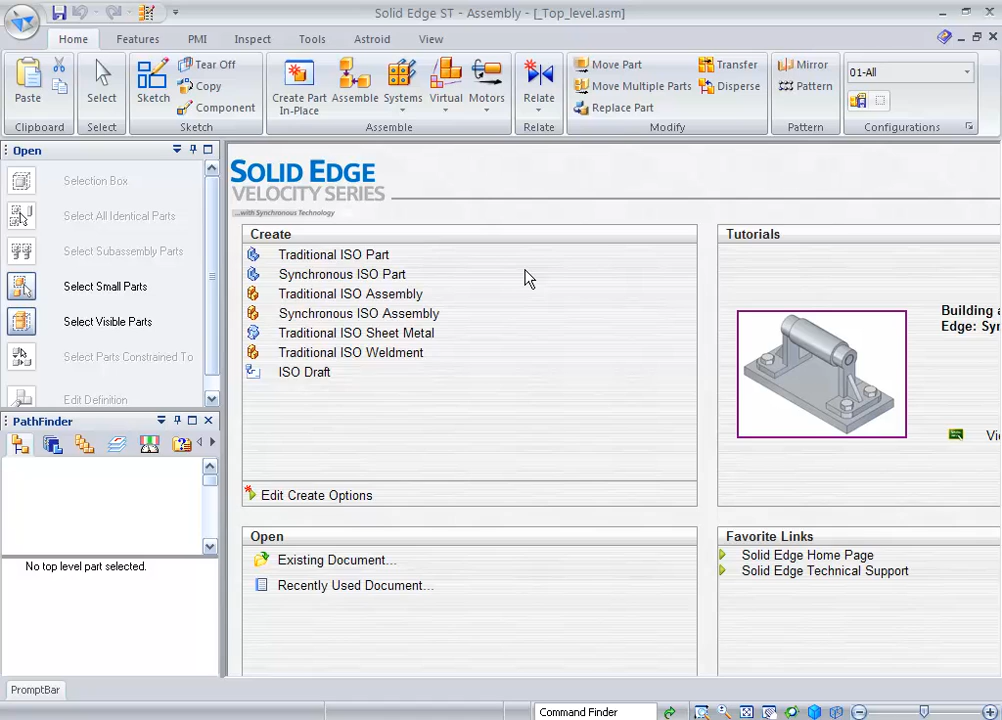 Solid Edge ST - Assembly - [_Top_level.asm]
Home Features PMI Inspect Tools Astroid View
Paste
Clipboard
Select
Select
Sketch
Tear Off
Copy
Component
Sketch
Create Part
In-Place
Assemble
Systems
Virtual
Motors
Assemble
Relate
Relate
Move Part
Move Multiple Parts
Replace Part
Transfer
Disperse
Modify
Mirror
Pattern
Pattern
01-All
Configurations
Open
Selection Box
Select All Identical Parts
Select Subassembly Parts
Select Small Parts
Select Visible Parts
Select Parts Constrained To
Edit Definition
PathFinder
No top level part selected.
PromptBar
SOLID EDGE
VELOCITY SERIES
...with Synchronous Technology
Create
Traditional ISO Part
Synchronous ISO Part
Traditional ISO Assembly
Synchronous ISO Assembly
Traditional ISO Sheet Metal
Traditional ISO Weldment
ISO Draft
Edit Create Options
Open
Existing Document...
Recently Used Document...
Tutorials
Building a
Edge: Syn
Vi
Favorite Links
Solid Edge Home Page
Solid Edge Technical Support
Command Finder